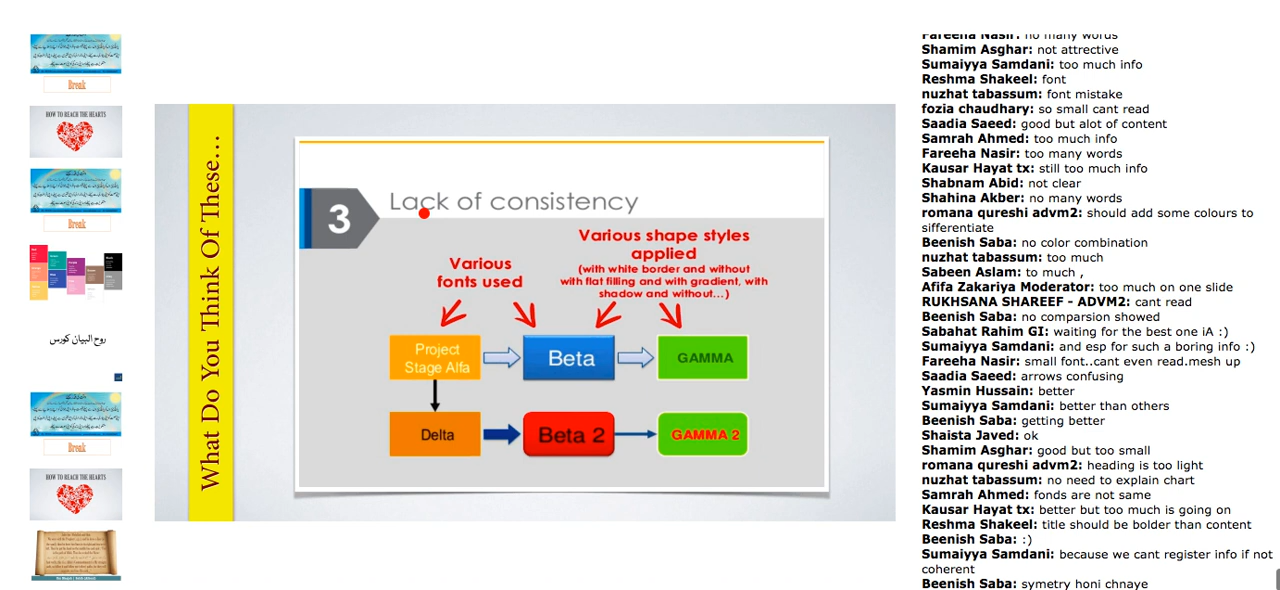 Break
HOW TO REACH THE HEARTS
Break
روح البیان کورس
Break
HOW TO REACH THE HEARTS
What Do You Think Of These...
3
Lack of consistency
Various
fonts used
Various shape styles
applied
(with white border and without
with flat filling and with gradient, with
shadow and without...)
Project
Stage Alfa
Beta
GAMMA
Delta
Beta 2
GAMMA 2
Fareeha Nasir: no many words
Shamim Asghar: not attrective
Sumaiyya Samdani: too much info
Reshma Shakeel: font
nuzhat tabassum: font mistake
fozia chaudhary: so small cant read
Saadia Saeed: good but alot of content
Samrah Ahmed: too much info
Fareeha Nasir: too many words
Kausar Hayat tx: still too much info
Shabnam Abid: not clear
Shahina Akber: no many words
romana qureshi advm2: should add some colours to
siffrentiate
Beenish Saba: no color combination
nuzhat tabassum: too much
Sabeen Aslam: to much ,
Afifa Zakariya Moderator: too much on one slide
RUKHSANA SHAREEF - ADVM2: cant read
Beenish Saba: no comparsion showed
Sabahat Rahim GI: waiting for the best one iA :)
Sumaiyya Samdani: and esp for such a boring info :)
Fareeha Nasir: small font..cant even read.mesh up
Saadia Saeed: arrows confusing
Yasmin Hussain: better
Sumaiyya Samdani: better than others
Beenish Saba: getting better
Shaista Javed: ok
Shamim Asghar: good but too small
romana qureshi advm2: heading is too light
nuzhat tabassum: no need to explain chart
Samrah Ahmed: fonds are not same
Kausar Hayat tx: better but too much is going on
Reshma Shakeel: title should be bolder than content
Beenish Saba: :)
Sumaiyya Samdani: because we cant register info if not
coherent
Beenish Saba: symetry honi chnaye